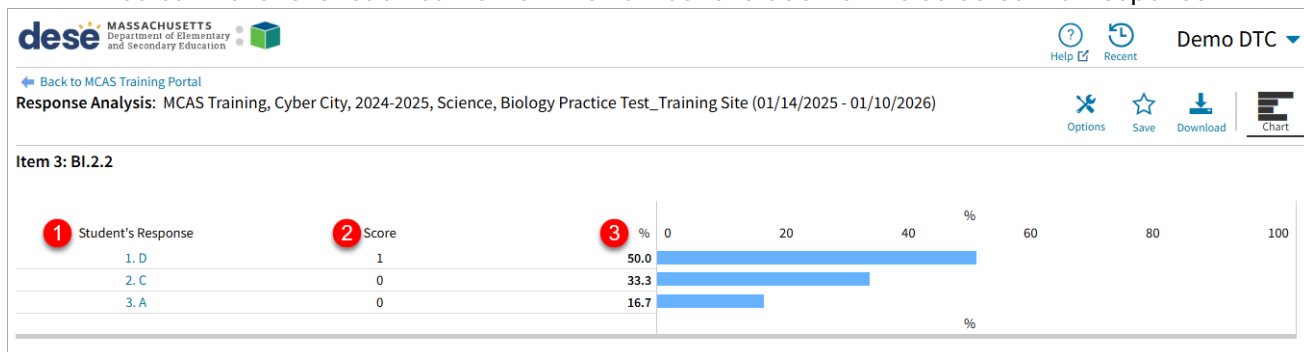 dese MASSACHUSETTS
Department of Elementary
and Secondary Education
Help
Recent
Demo DTC
Back to MCAS Training Portal
Response Analysis: MCAS Training, Cyber City, 2024-2025, Science, Biology Practice Test_Training Site (01/14/2025 - 01/10/2026)
Options Save Download Chart
Item 3: BI.2.2
%
1 Student's Response 2 Score 3 % 0 20 40 60 80 100
1. D 1 50.0
2. C 0 33.3
3. A 0 16.7
%